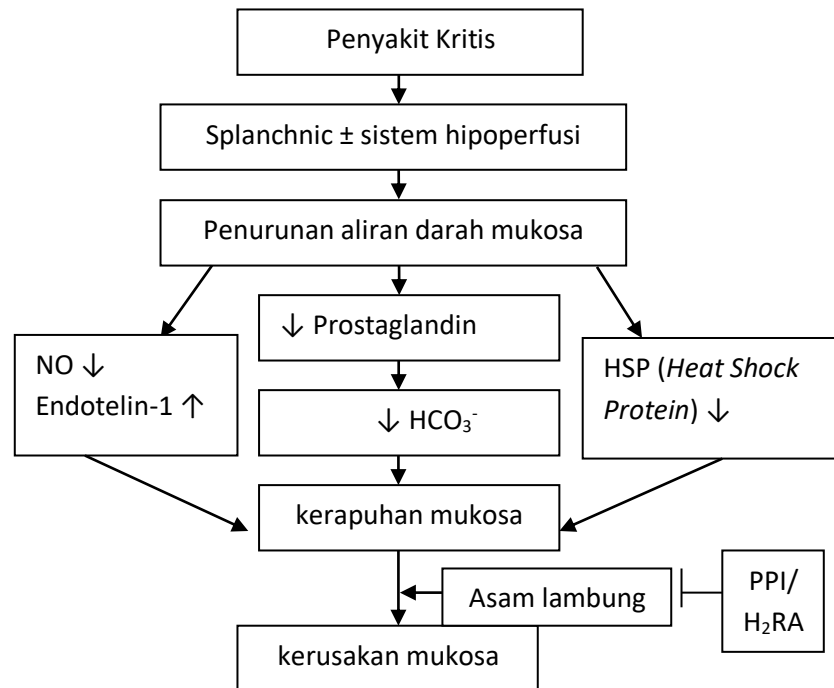 Penyakit Kritis
Splanchnic ± sistem hipoperfusi
Penurunan aliran darah mukosa
↓ Prostaglandin
NO ↓
Endotelin-1 ↑
HSP (Heat Shock
Protein) ↓
↓ HCO₃⁻
kerapuhan mukosa
Asam lambung
PPI/
H₂RA
kerusakan mukosa